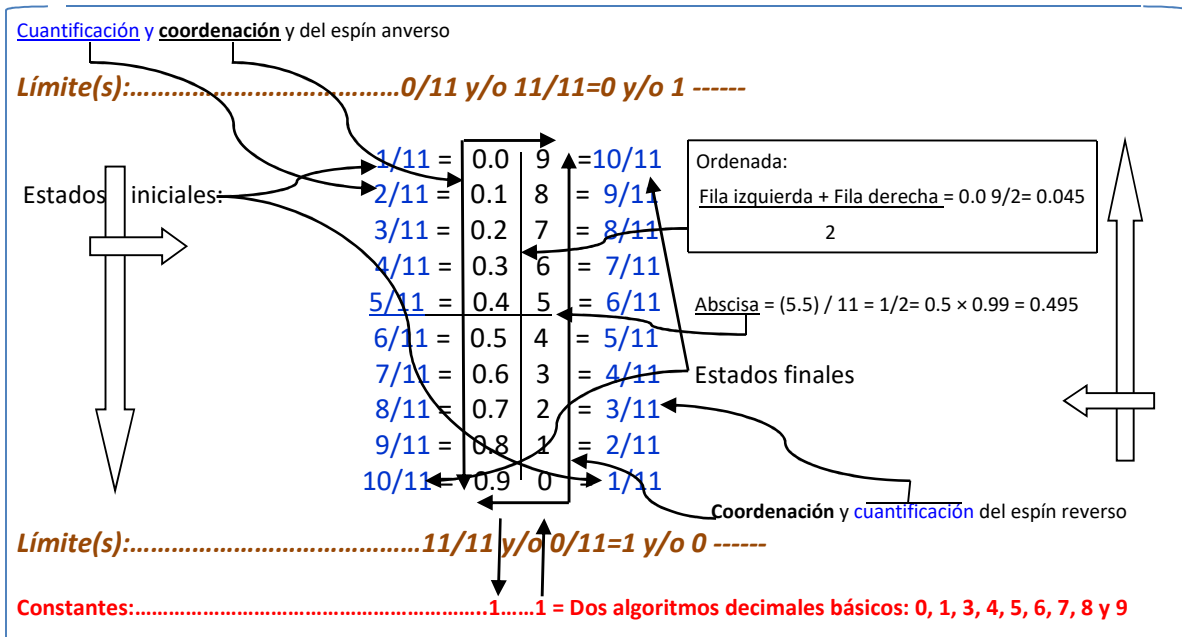 Cuantificación y coordenación y del espín anverso
Límite(s):………………………………0/11 y/o 11/11=0 y/o 1 ------
1/11 = 0.0 9 =10/11
Ordenada:
Estados iniciales: 2/11 = 0.1 8 = 9/11
Fila izquierda + Fila derecha = 0.0 9/2= 0.045
3/11 = 0.2 7 = 8/11
2
4/11 = 0.3 6 = 7/11
5/11 = 0.4 5 = 6/11
Abscisa = (5.5) / 11 = 1/2= 0.5 × 0.99 = 0.495
6/11 = 0.5 4 = 5/11
7/11 = 0.6 3 = 4/11
Estados finales
8/11 = 0.7 2 = 3/11
9/11 = 0.8 1 = 2/11
10/11 = 0.9 0 = 1/11
Coordenación y cuantificación del espín reverso
Límite(s):…………………………………11/11 y/o 0/11=1 y/o 0 ------
Constantes:……………………………………………..1……1 = Dos algoritmos decimales básicos: 0, 1, 3, 4, 5, 6, 7, 8 y 9